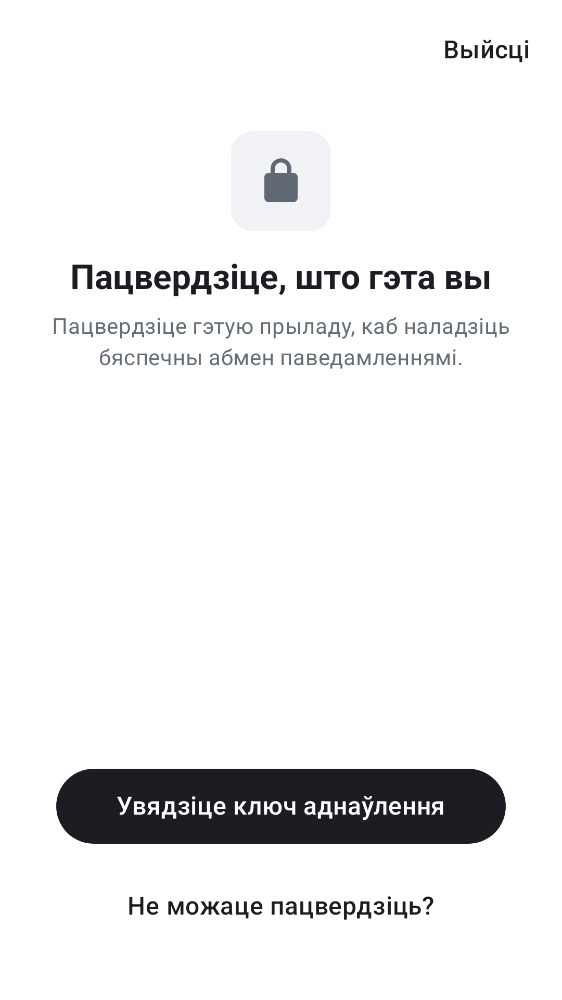 Выйсці
Пацвердзіце, што гэта вы
Пацвердзіце гэтую прыладу, каб наладзіць
бяспечны абмен паведамленнямі.
Увядзіце ключ аднаўлення
Не можаце пацвердзіць?